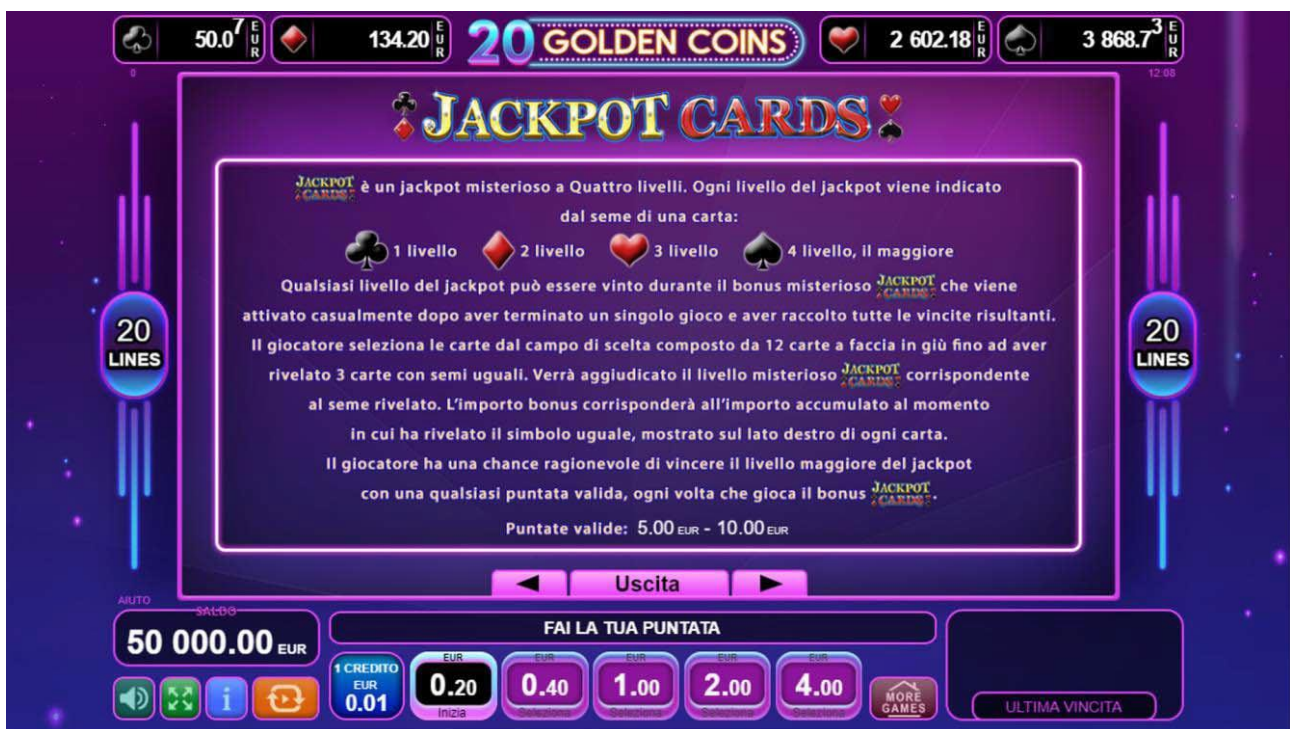 50.07 EUR
134.20 EUR
20 GOLDEN COINS
2 602.18 EUR
3 868.73 EUR
0
12:08
JACKPOT CARDS
JACKPOT CARDS è un jackpot misterioso a Quattro livelli. Ogni livello del jackpot viene indicato
dal seme di una carta:
1 livello 2 livello 3 livello 4 livello, il maggiore
Qualsiasi livello del jackpot può essere vinto durante il bonus misterioso JACKPOT CARDS che viene
attivato casualmente dopo aver terminato un singolo gioco e aver raccolto tutte le vincite risultanti.
Il giocatore seleziona le carte dal campo di scelta composto da 12 carte a faccia in giù fino ad aver
rivelato 3 carte con semi uguali. Verrà aggiudicato il livello misterioso JACKPOT CARDS corrispondente
al seme rivelato. L'importo bonus corrisponderà all'importo accumulato al momento
in cui ha rivelato il simbolo uguale, mostrato sul lato destro di ogni carta.
Il giocatore ha una chance ragionevole di vincere il livello maggiore del jackpot
con una qualsiasi puntata valida, ogni volta che gioca il bonus JACKPOT CARDS.
Puntate valide: 5.00 EUR - 10.00 EUR
20
LINES
20
LINES
Uscita
AIUTO
SALDO
50 000.00 EUR
FAI LA TUA PUNTATA
1 CREDITO
EUR
0.01
EUR
0.20
Inizia
EUR
0.40
Seleziona
EUR
1.00
Seleziona
EUR
2.00
Seleziona
EUR
4.00
Seleziona
MORE
GAMES
ULTIMA VINCITA